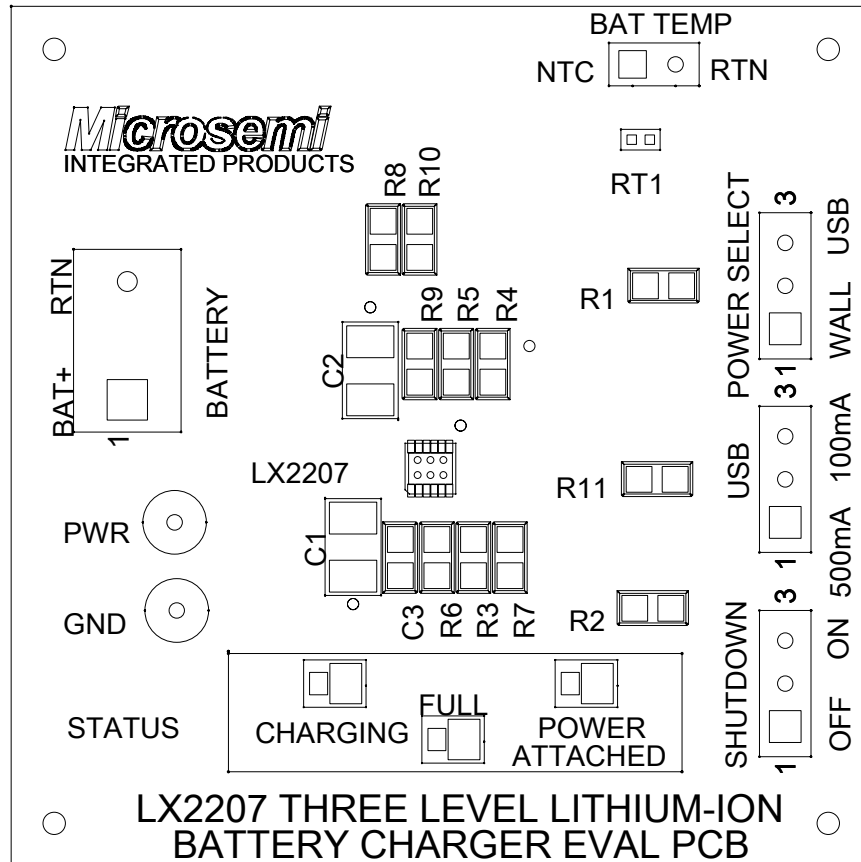 BAT TEMP
NTC
RTN
Microsemi
INTEGRATED PRODUCTS
RT1
R8
R10
POWER SELECT
3
USB
WALL
1
R1
RTN
BAT+
1
BATTERY
C2
R9
R5
R4
LX2207
R11
USB
3
100mA
500mA
1
PWR
GND
C1
C3
R6
R3
R7
R2
SHUTDOWN
3
ON
OFF
1
STATUS
CHARGING
FULL
POWER
ATTACHED
LX2207 THREE LEVEL LITHIUM-ION
BATTERY CHARGER EVAL PCB